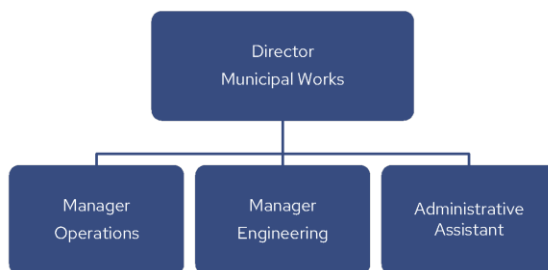 Director
Municipal Works
Manager
Operations
Manager
Engineering
Administrative
Assistant